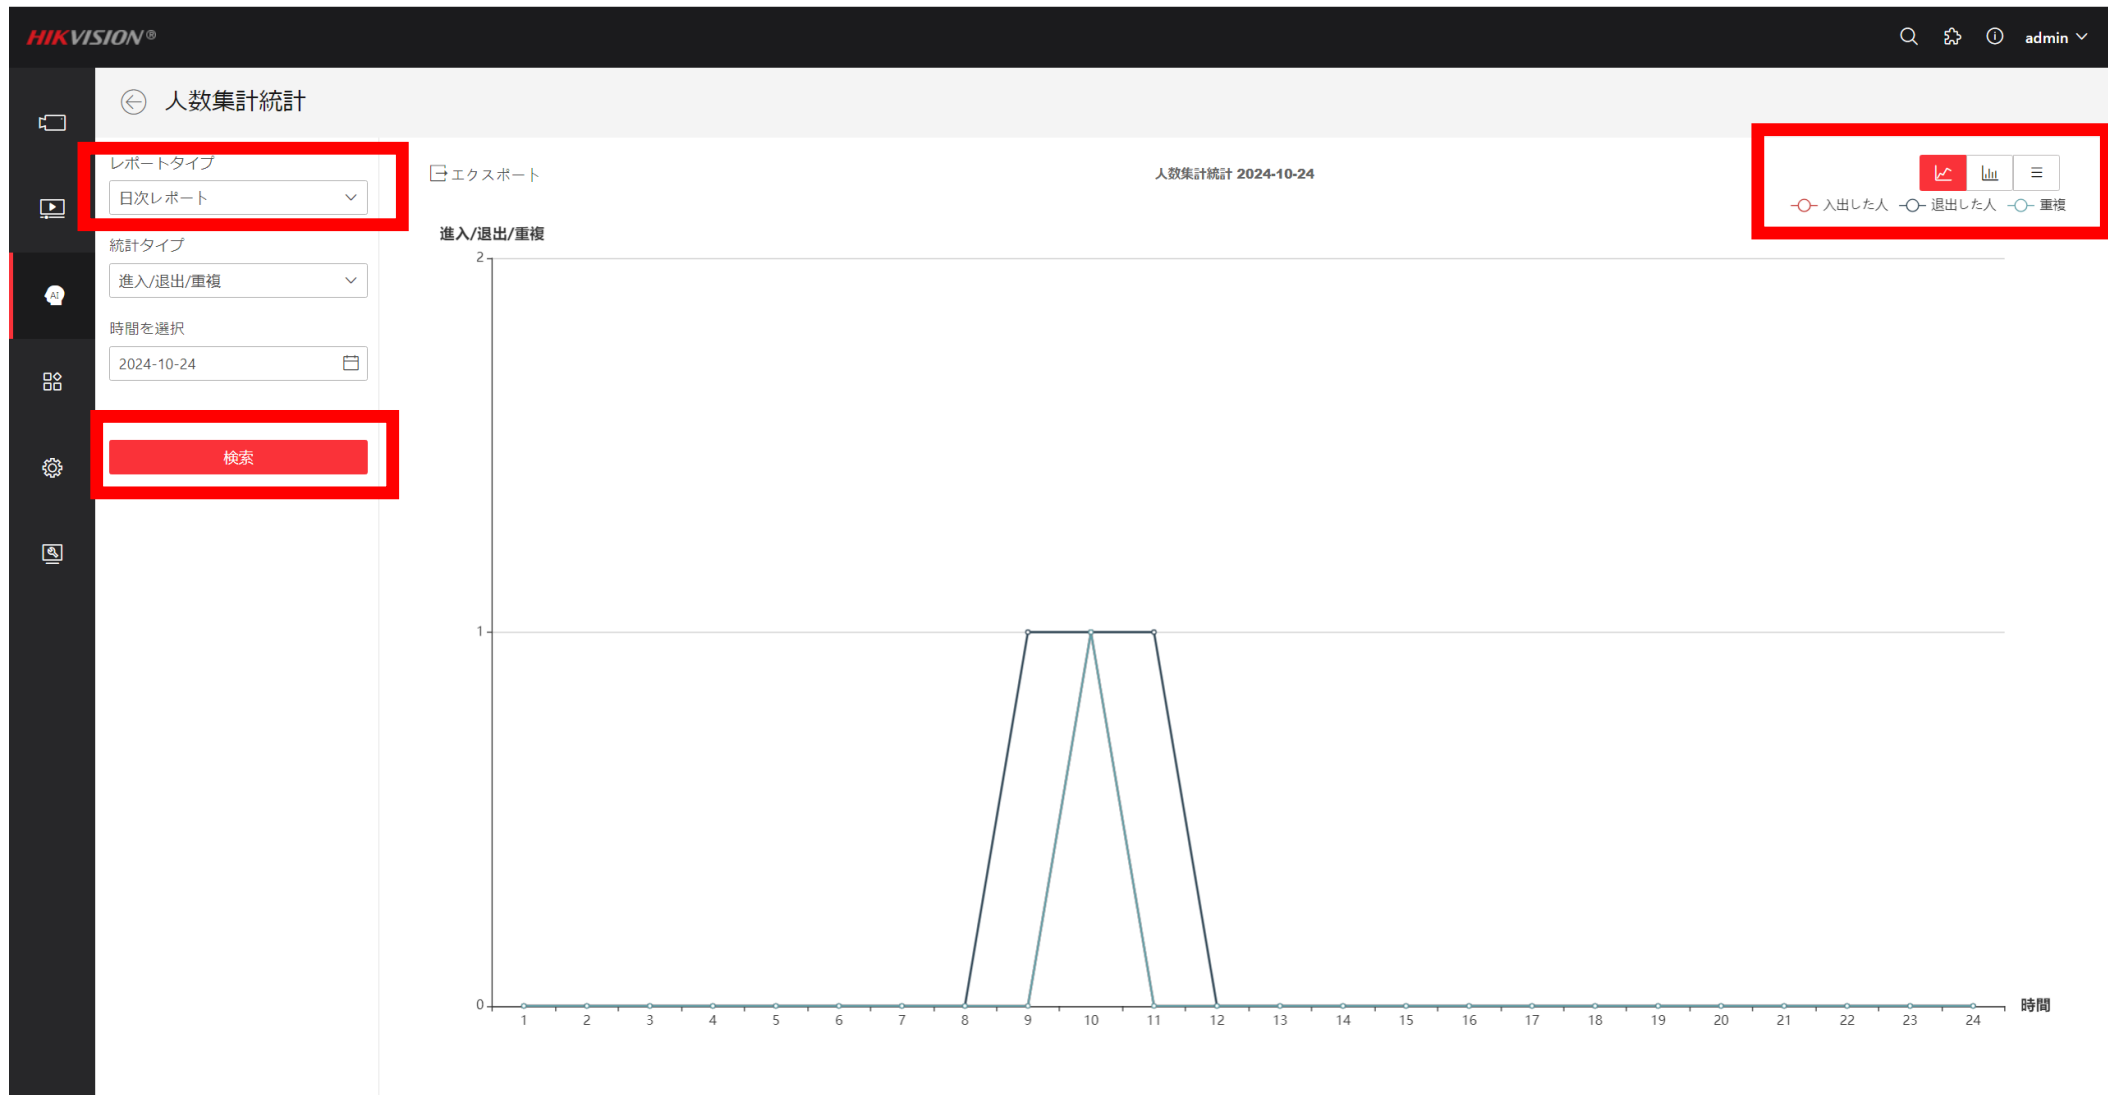 HIKVISION®
admin
人数集計統計
レポートタイプ
日次レポート
統計タイプ
進入/退出/重複
時間を選択
2024-10-24
検索
エクスポート
人数集計統計 2024-10-24
入出した人 退出した人 重複
進入/退出/重複
2
1
0
1 2 3 4 5 6 7 8 9 10 11 12 13 14 15 16 17 18 19 20 21 22 23 24
時間
AI